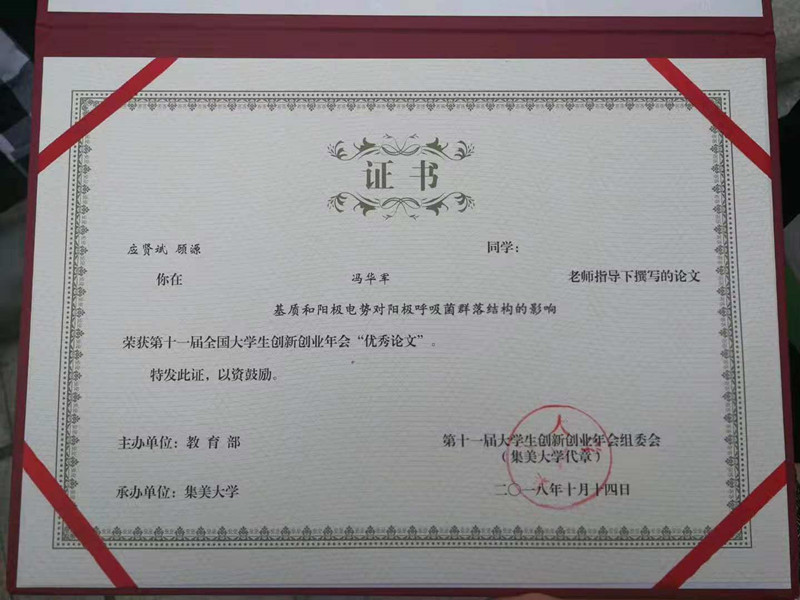 证书
应贤斌 顾源 同学：
你在 冯华军 老师指导下撰写的论文
基质和阳极电势对阳极呼吸菌群落结构的影响
荣获第十一届全国大学生创新创业年会“优秀论文”。
特发此证，以资鼓励。
主办单位：教育部
第十一届大学生创新创业年会组委会
（集美大学代章）
承办单位：集美大学
二〇一八年十月十四日